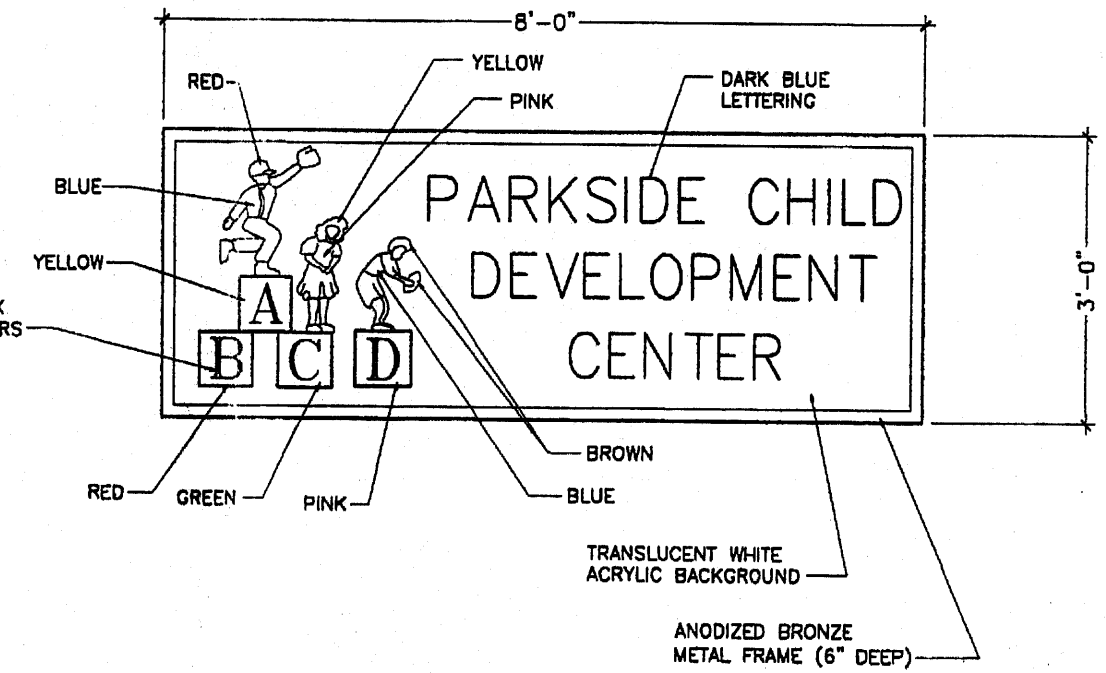 8'-0"
YELLOW
RED
DARK BLUE
LETTERING
PINK
BLUE
PARKSIDE CHILD
DEVELOPMENT
CENTER
YELLOW
3'-0"
A
B C D
BROWN
RED
GREEN
PINK
BLUE
TRANSLUCENT WHITE
ACRYLIC BACKGROUND
ANODIZED BRONZE
METAL FRAME (6" DEEP)